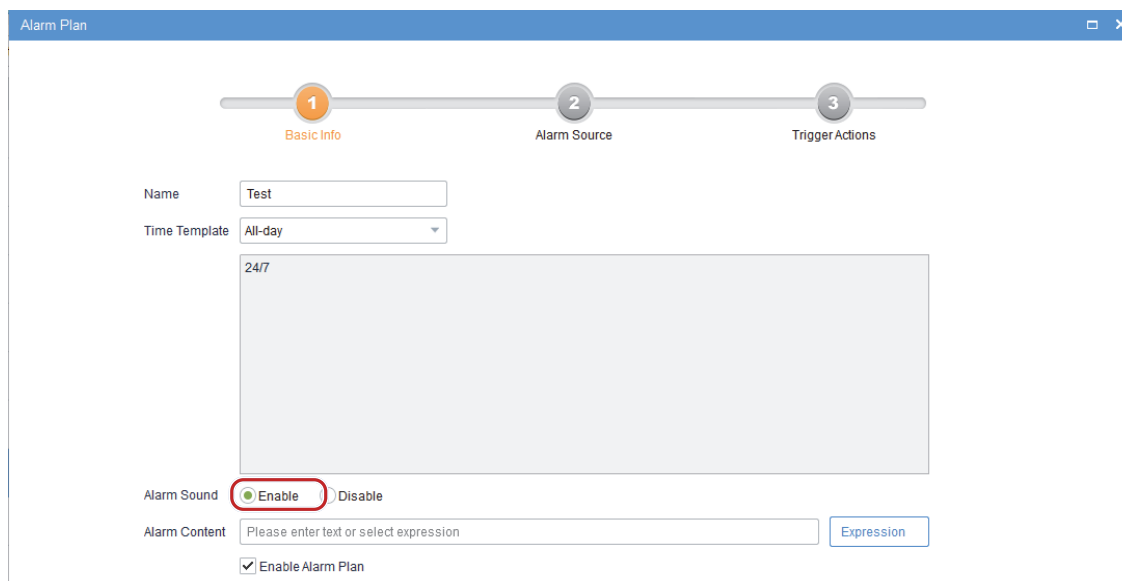 Alarm Plan
1
2
3
Basic Info
Alarm Source
Trigger Actions
Name
Test
Time Template
All-day
24/7
Alarm Sound
Enable
Disable
Alarm Content
Please enter text or select expression
Expression
Enable Alarm Plan